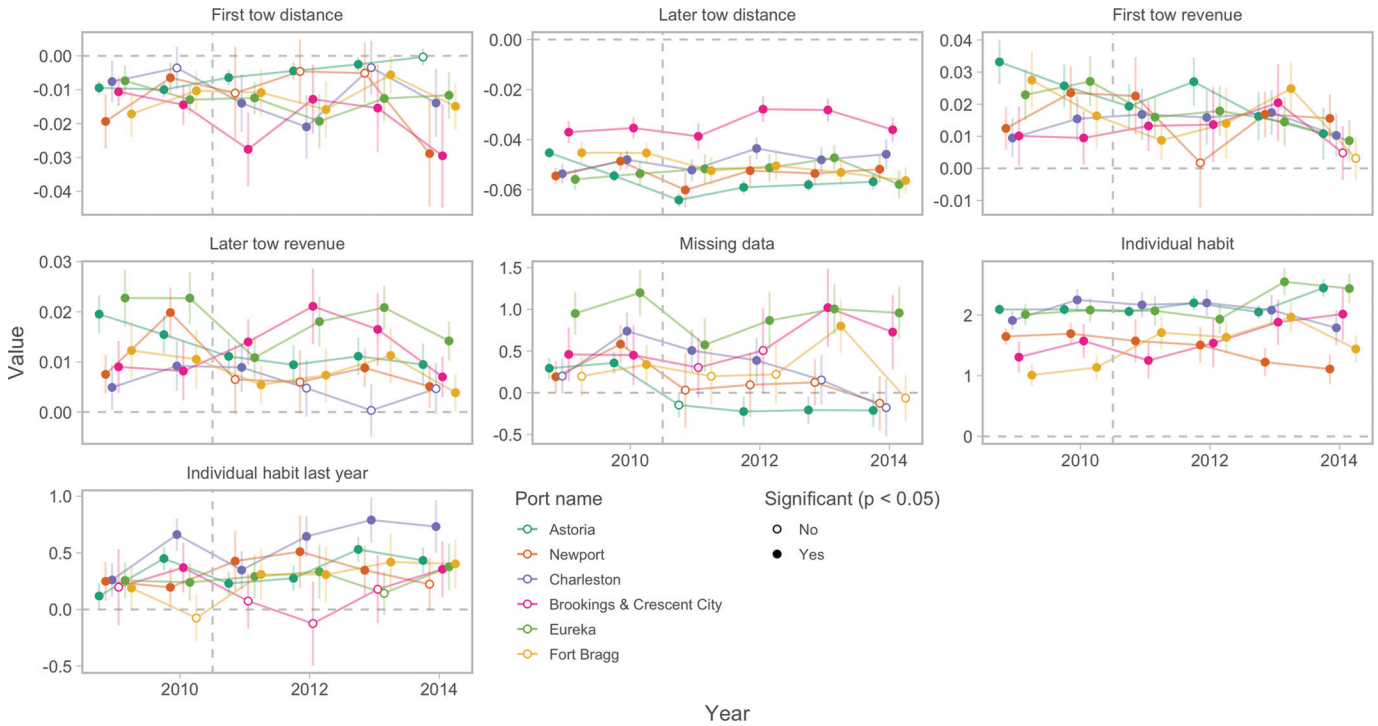 First tow distance
Later tow distance
First tow revenue
0.00
-0.01
-0.02
-0.03
-0.04
0.00
-0.02
-0.04
-0.06
0.04
0.03
0.02
0.01
0.00
-0.01
Later tow revenue
Missing data
Individual habit
Value
0.03
0.02
0.01
0.00
1.5
1.0
0.5
0.0
-0.5
2010
2012
2014
2
1
0
2010
2012
2014
Individual habit last year
1.0
0.5
0.0
-0.5
2010
2012
2014
Port name
Astoria
Newport
Charleston
Brookings & Crescent City
Eureka
Fort Bragg
Significant (p < 0.05)
No
Yes
Year